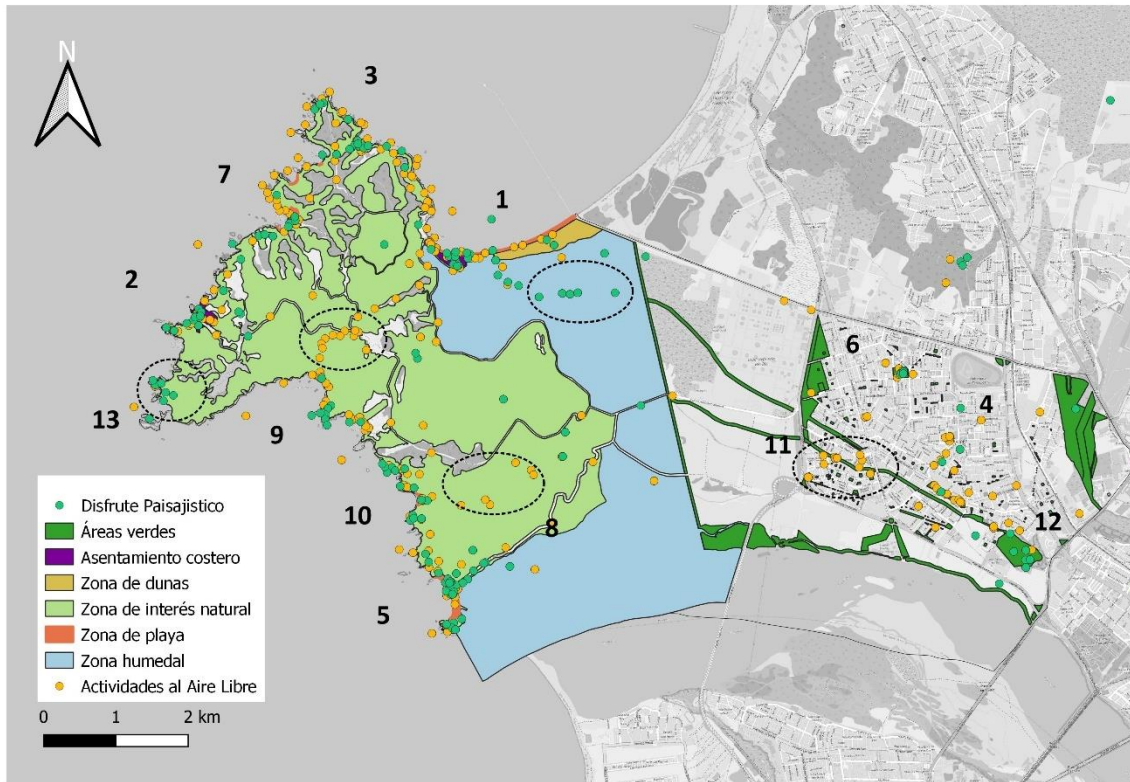 N
3
7
1
2
6
4
13
9
11
10
8
12
5
Disfrute Paisajístico
Áreas verdes
Asentamiento costero
Zona de dunas
Zona de interés natural
Zona de playa
Zona humedal
Actividades al Aire Libre
0 1 2 km